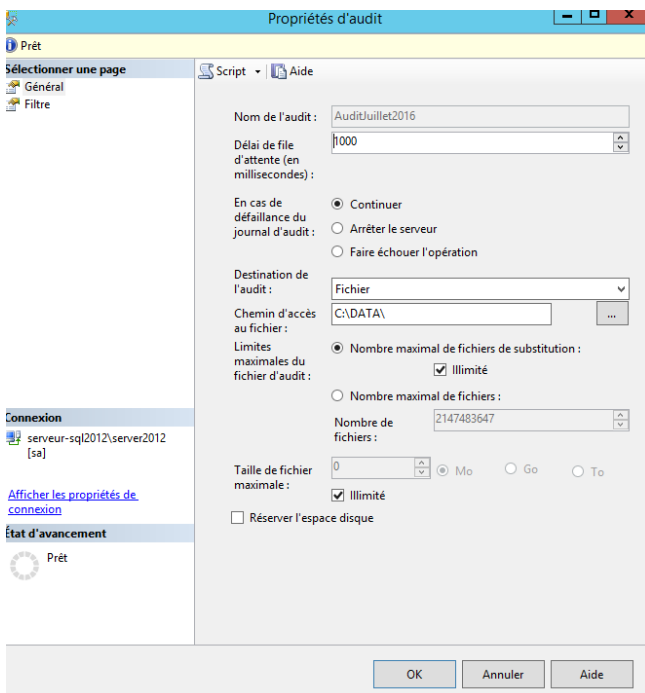 Propriétés d'audit
Prêt
Sélectionner une page
Général
Filtre
Script
Aide
Nom de l'audit :
AuditJuillet2016
Délai de file
d'attente (en
millisecondes) :
1000
En cas de
défaillance du
journal d'audit :
Continuer
Arrêter le serveur
Faire échouer l'opération
Destination de
l'audit :
Fichier
Chemin d'accès
au fichier :
C:\DATA\
...
Limites
maximales du
fichier d'audit :
Nombre maximal de fichiers de substitution :
Illimité
Nombre maximal de fichiers :
Nombre de
fichiers :
2147483647
Taille de fichier
maximale :
0
Mo
Go
To
Illimité
Réserver l'espace disque
Connexion
serveur-sql2012\server2012
[sa]
Afficher les propriétés de
connexion
État d'avancement
Prêt
OK
Annuler
Aide